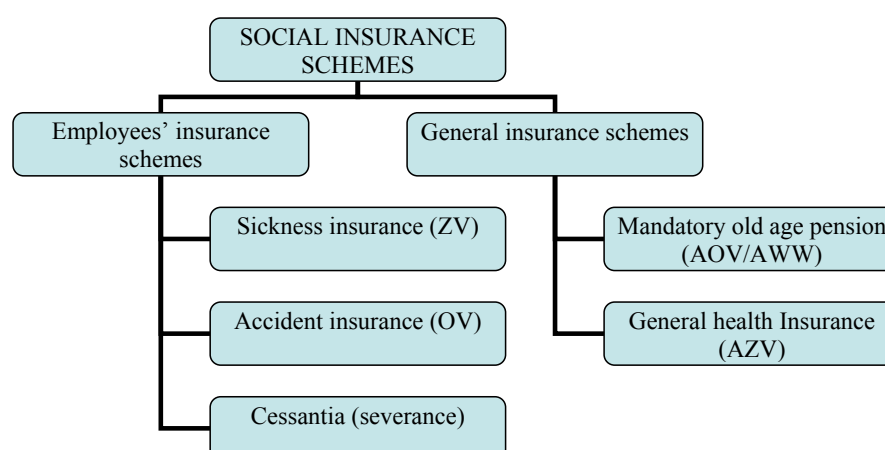 SOCIAL INSURANCE
SCHEMES
Employees’ insurance
schemes
General insurance schemes
Sickness insurance (ZV)
Mandatory old age pension
(AOV/AWW)
Accident insurance (OV)
General health Insurance
(AZV)
Cessantia (severance)